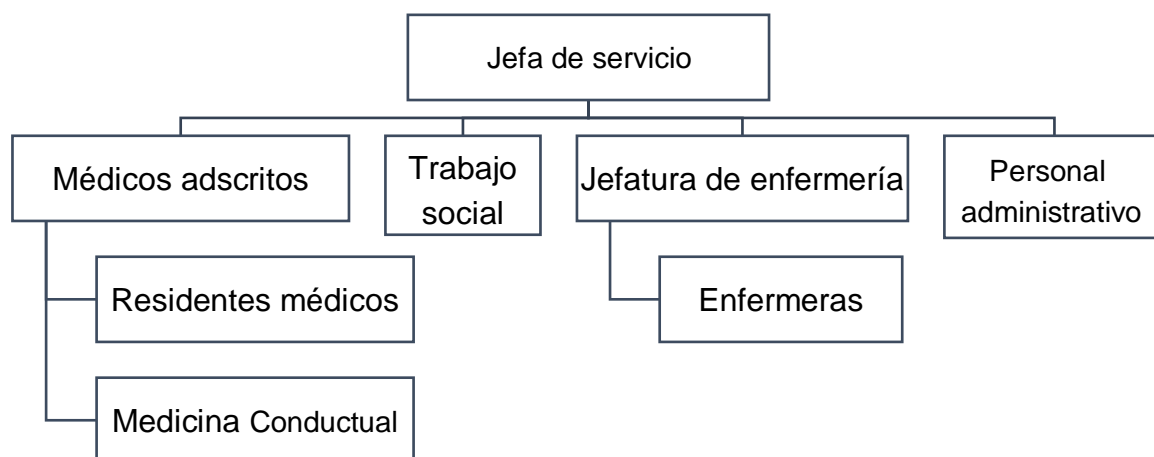 Jefa de servicio
Médicos adscritos
Trabajo
social
Jefatura de enfermería
Personal
administrativo
Residentes médicos
Enfermeras
Medicina Conductual